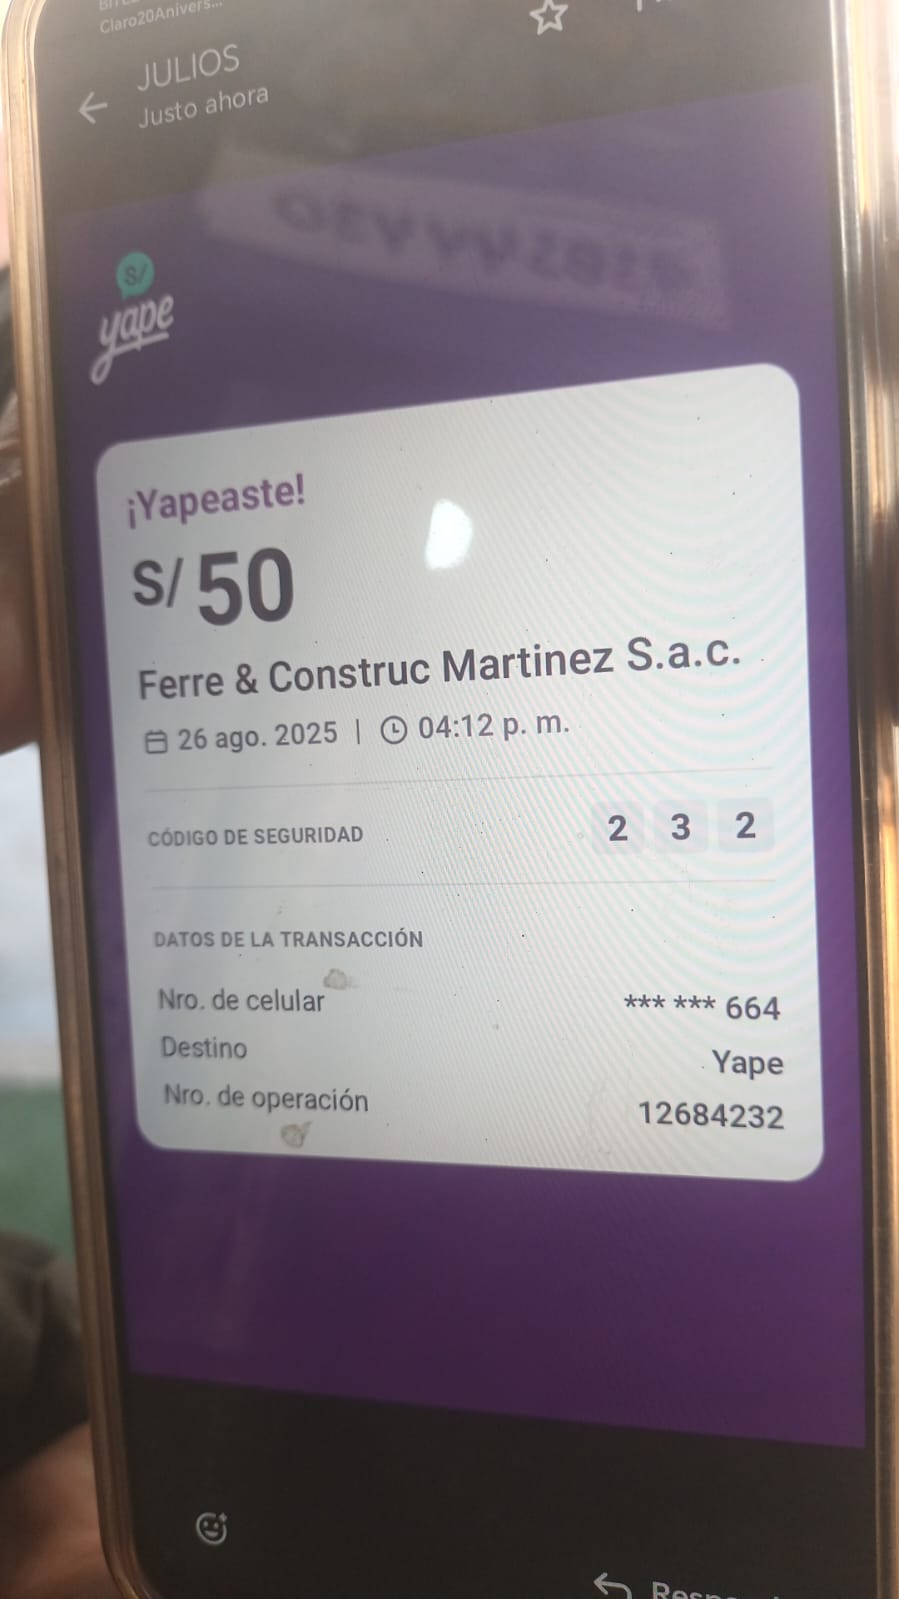 Claro20Anivers...
JULIOS
Justo ahora
S/
yape
¡Yapeaste!
S/ 50
Ferre & Construc Martinez S.a.c.
26 ago. 2025 | 04:12 p. m.
CÓDIGO DE SEGURIDAD 2 3 2
DATOS DE LA TRANSACCIÓN
Nro. de celular *** *** 664
Destino Yape
Nro. de operación 12684232